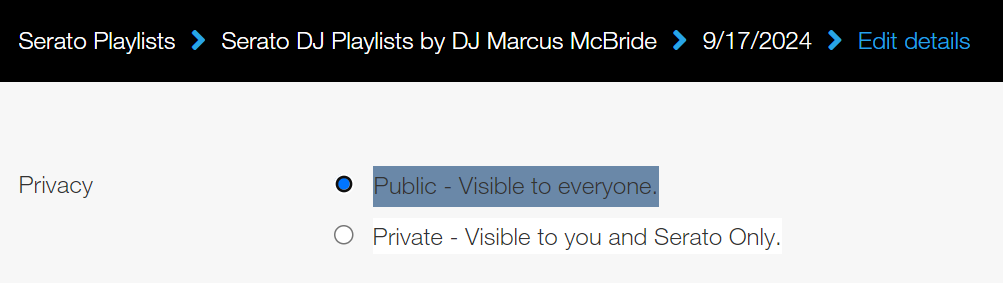 Serato Playlists > Serato DJ Playlists by DJ Marcus McBride > 9/17/2024 > Edit details
Privacy
Public - Visible to everyone.
Private - Visible to you and Serato Only.